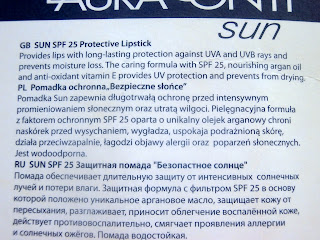 sun
GB SUN SPF 25 Protective Lipstick
Provides lips with long-lasting protection against UVA and UVB rays and
prevents moisture loss. The caring formula with SPF 25, nourishing argan oil
and anti-oxidant vitamin E provides UV protection and prevents from drying.
PL Pomadka ochronna„Bezpieczne słońce”
Pomadka Sun zapewnia długotrwałą ochronę przed intensywnym
promieniowaniem słonecznym oraz utratą wilgoci. Pielęgnacyjna formuła
z faktorem ochronnym SPF 25 oparta o unikalny olejek arganowy chroni
naskórek przed wysychaniem, wygładza, uspokaja podrażnioną skórę,
działa przeciwzapalnie, łagodzi objawy alergii oraz poparzeń słonecznych.
Jest wodoodporna.
RU SUN SPF 25 Защитная помада "Безопастное солнце"
Помада обеспечивает длительную защиту от интенсивных солнечных
лучей и потери влаги. Защитная формула с фильтром SPF 25 в основу
которой положено уникальное аргановое масло, защищает кожу от
пересыхания, разглаживает, приносит облегчение воспалённой коже,
действует противовоспалительно, смягчает проявления аллергии
и солнечных ожёгов. Помада водостойкая.